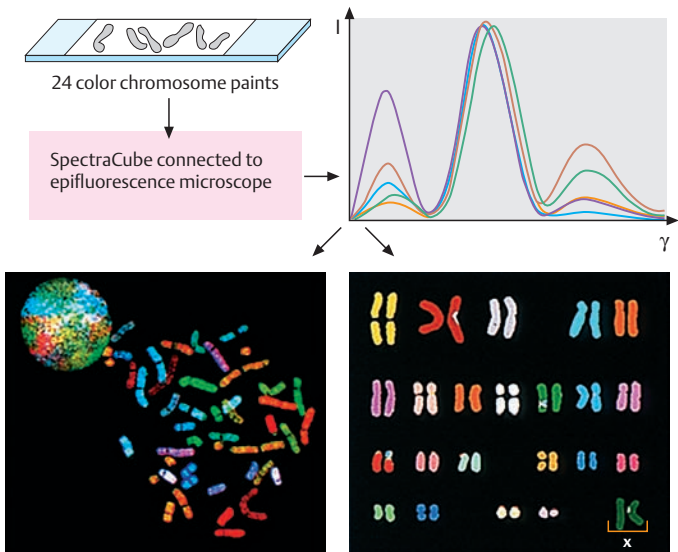 24 color chromosome paints
SpectraCube connected to
epifluorescence microscope
I
γ
x